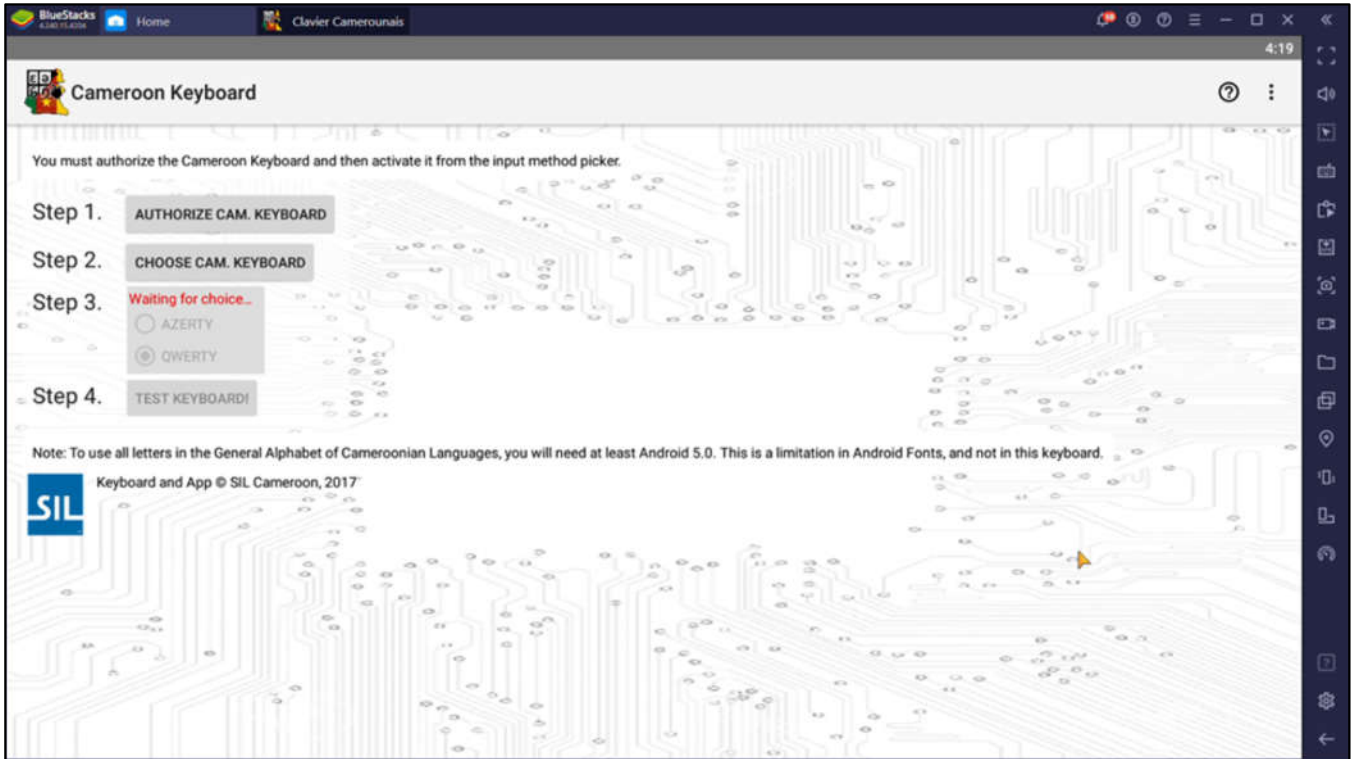 BlueStacks
4.240.15.4204
Home
Clavier Camerounais
4:19
Cameroon Keyboard
You must authorize the Cameroon Keyboard and then activate it from the input method picker.
Step 1. AUTHORIZE CAM. KEYBOARD
Step 2. CHOOSE CAM. KEYBOARD
Step 3. Waiting for choice...
AZERTY
QWERTY
Step 4. TEST KEYBOARD!
Note: To use all letters in the General Alphabet of Cameroonian Languages, you will need at least Android 5.0. This is a limitation in Android Fonts, and not in this keyboard.
SIL
Keyboard and App © SIL Cameroon, 2017